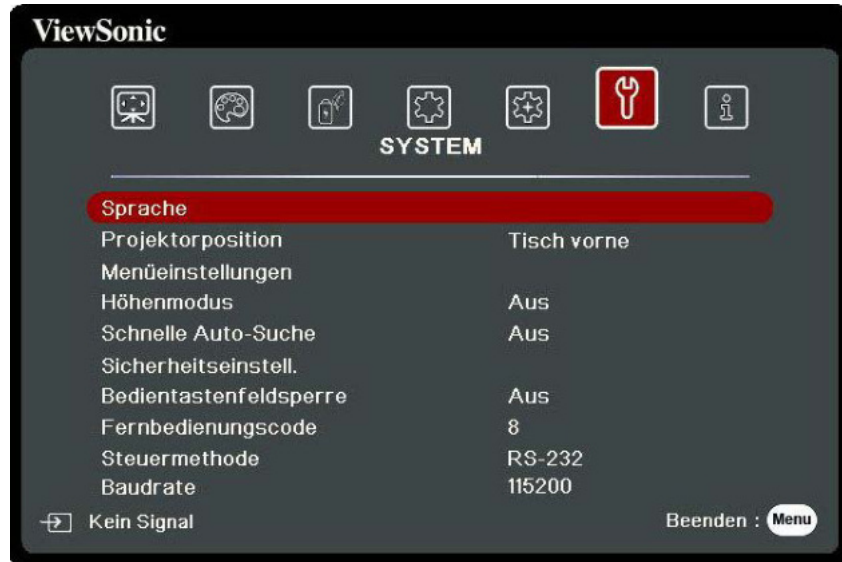 ViewSonic
SYSTEM
Sprache
Projektorposition Tisch vorne
Menüeinstellungen
Höhenmodus Aus
Schnelle Auto-Suche Aus
Sicherheitseinstell.
Bedientastenfeldsperre Aus
Fernbedienungscode 8
Steuermethode RS-232
Baudrate 115200
Kein Signal Beenden : Menu